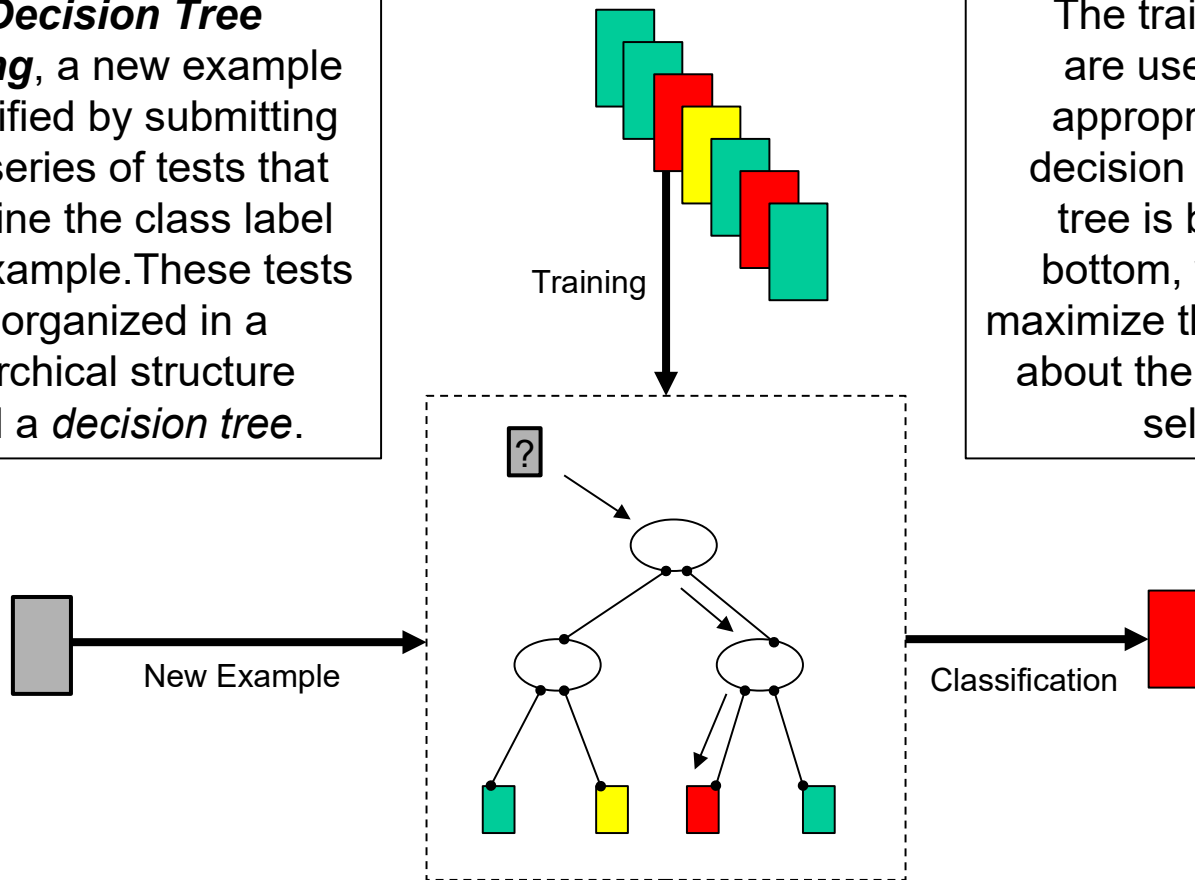 Decision Tree
ng, a new example
ified by submitting
series of tests that
ine the class label
xample.These tests
organized in a
rchical structure
l a decision tree.
The trai
are use
appropr
decision
tree is b
bottom,
maximize th
about the
sel
Training
?
New Example
Classification